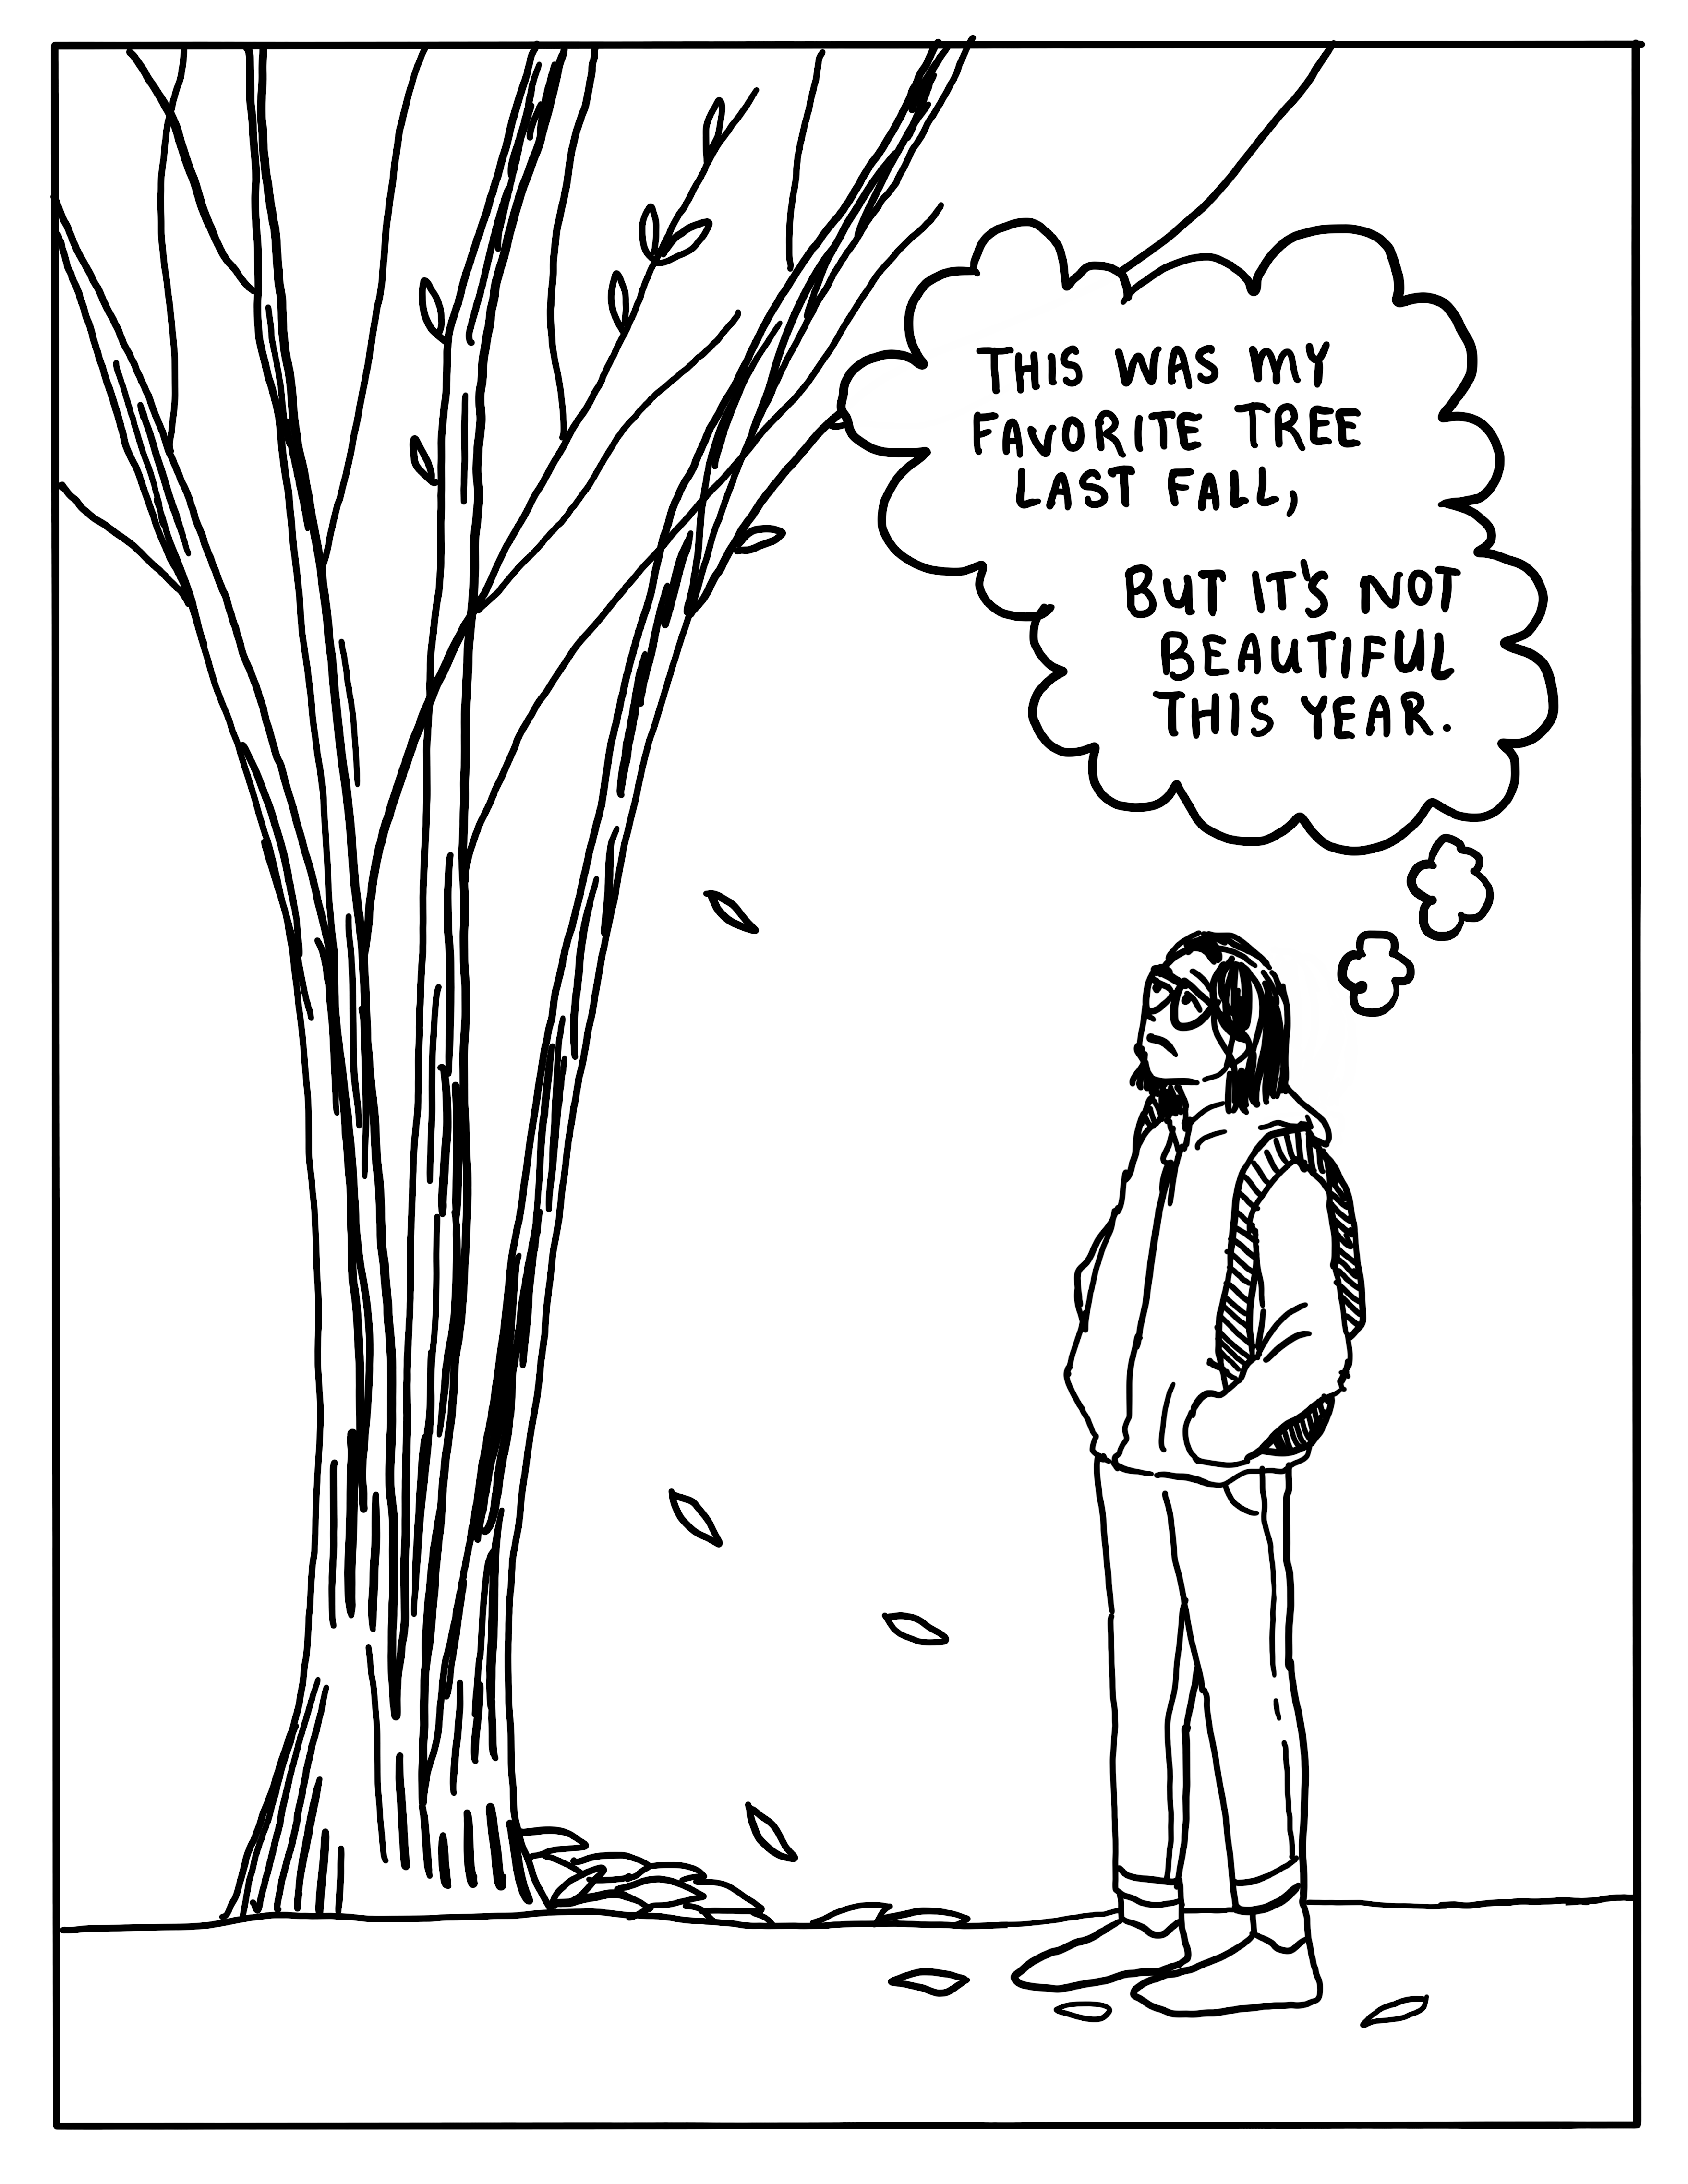 THIS WAS MY
FAVORITE TREE
LAST FALL,
BUT IT'S NOT
BEAUTIFUL
THIS YEAR.